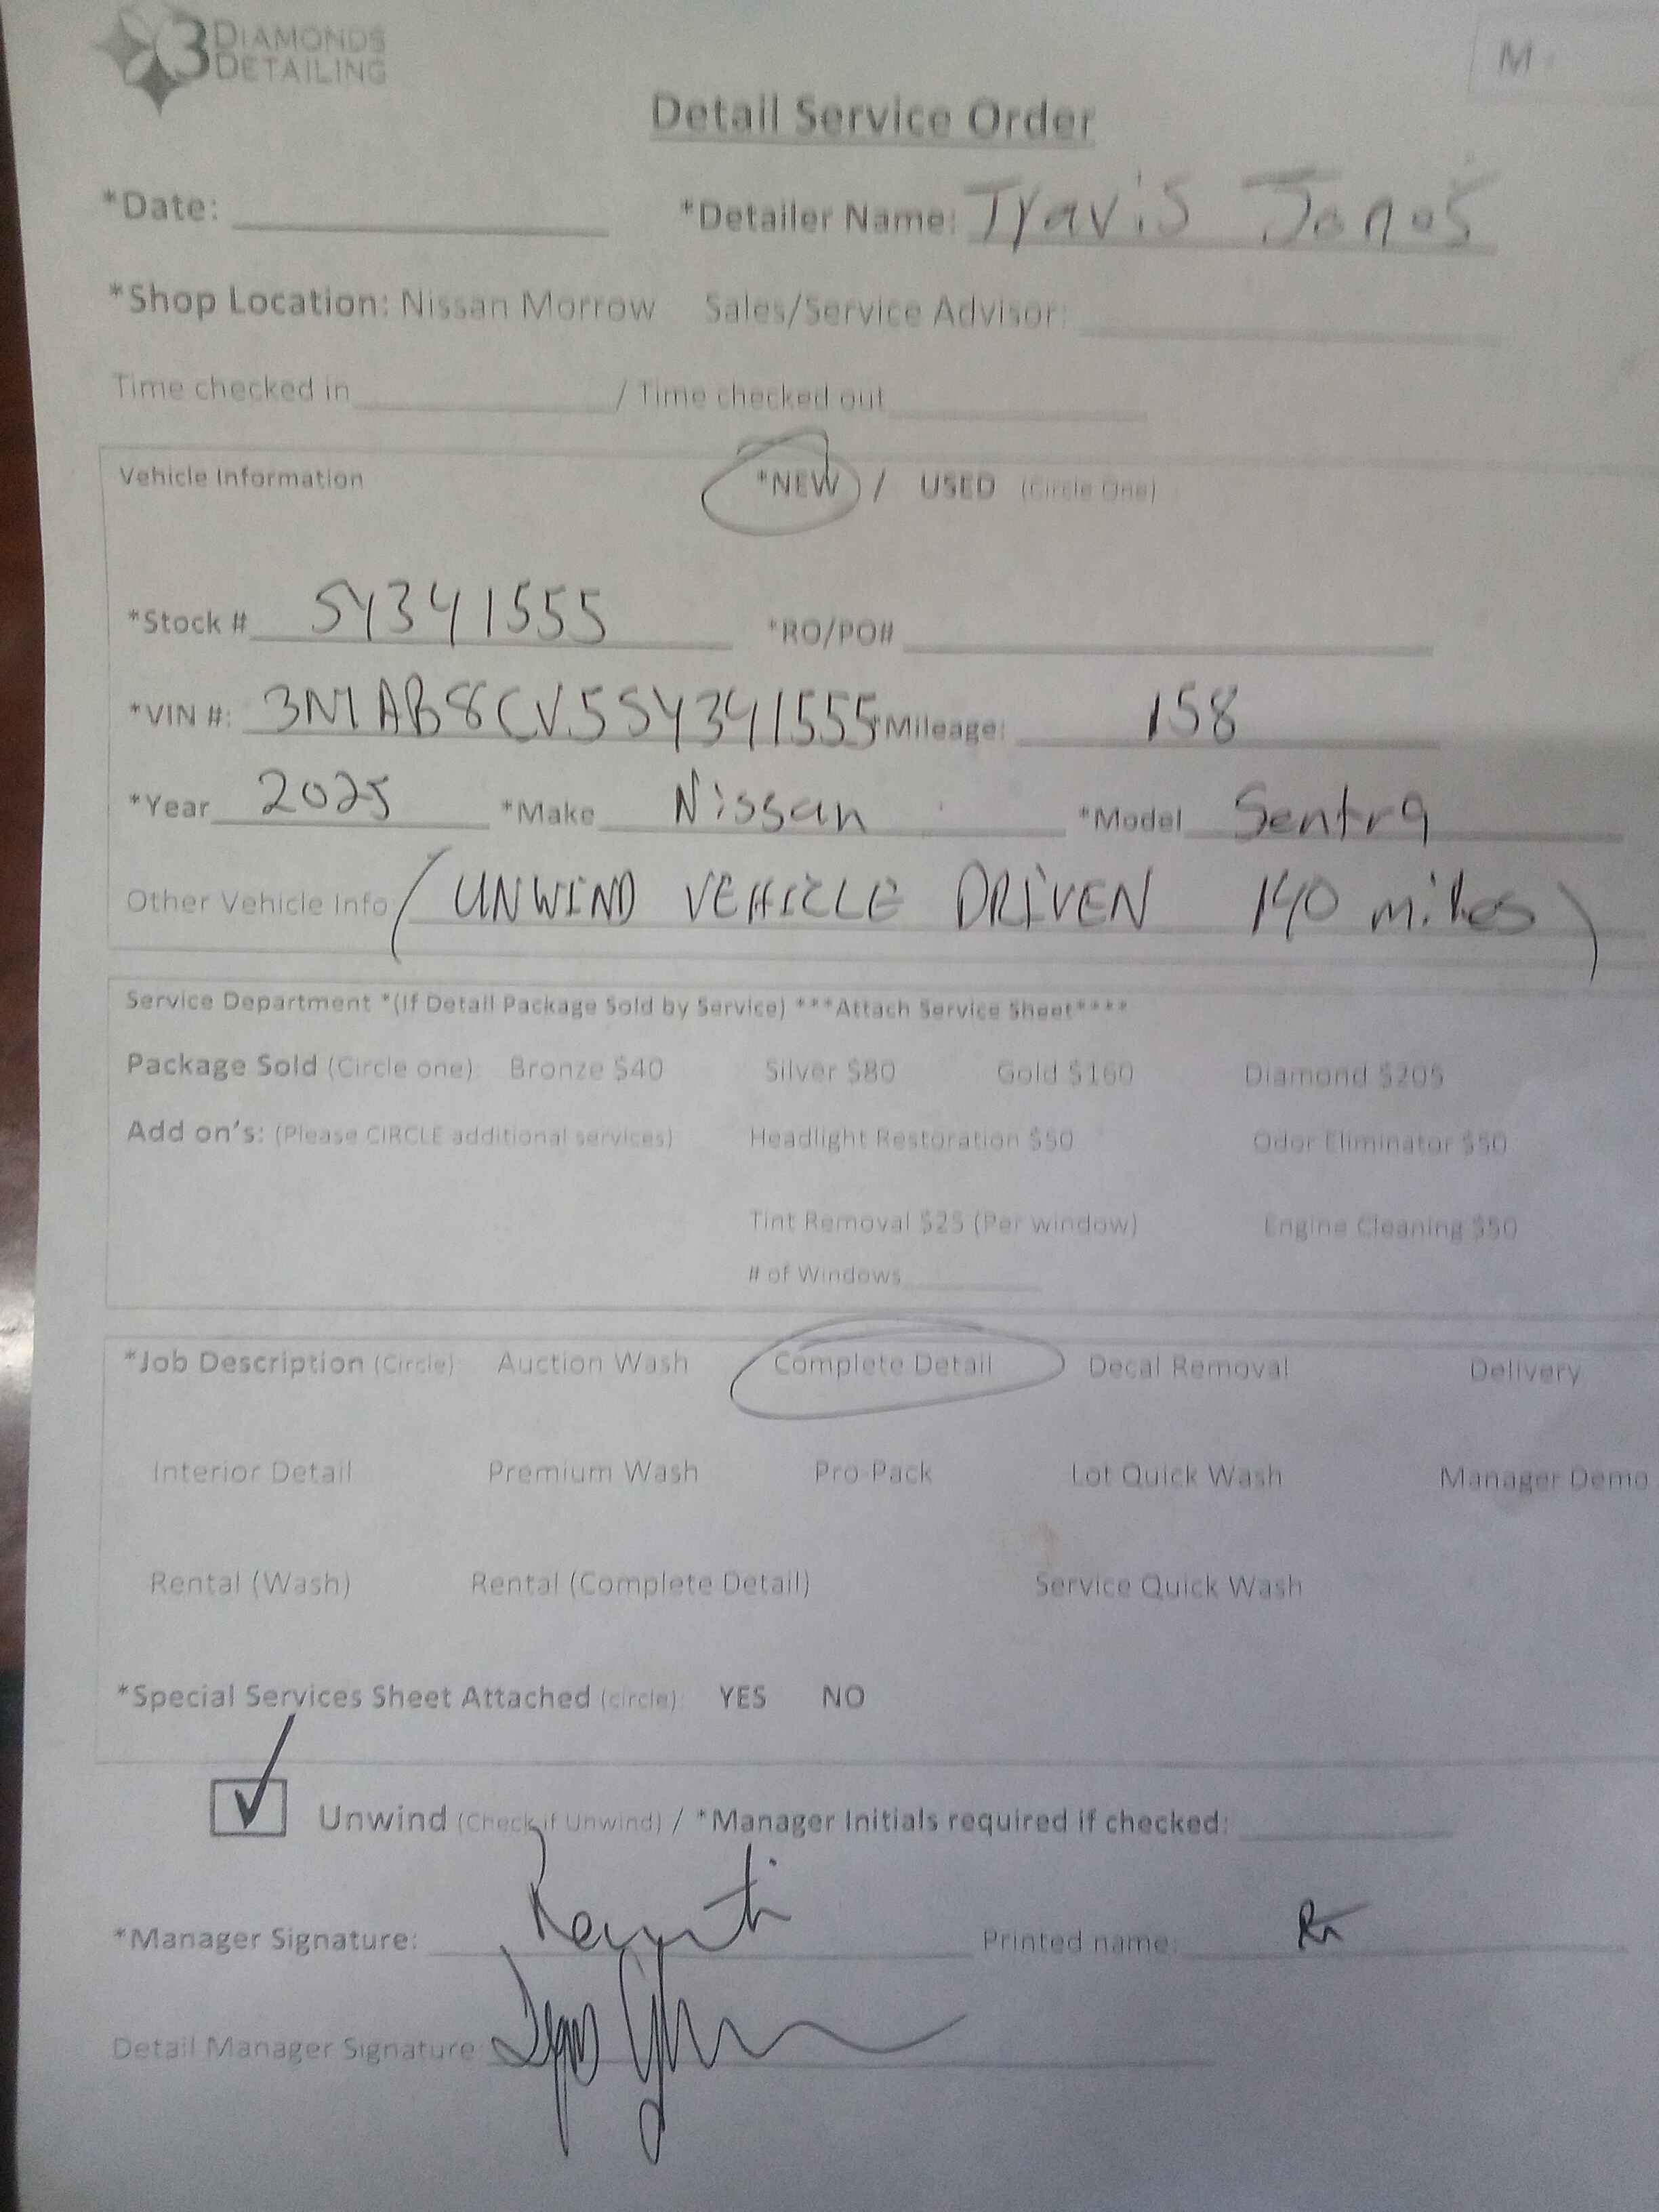 3 DIAMONDS
DETAILING
M
Detail Service Order
*Date: *Detailer Name: Travis Jones
*Shop Location: Nissan Morrow Sales/Service Advisor:
Time checked in / Time checked out
Vehicle Information *NEW / USED (Circle One)
*Stock # SY341555 *RO/PO#
*VIN #: 3N1AB8CV5SY341555 *Mileage: 158
*Year 2025 *Make Nissan *Model Sentra
Other Vehicle Info (UNWIND VEHICLE DRIVEN 140 miles)
Service Department *(If Detail Package Sold by Service) ***Attach Service Sheet****
Package Sold (Circle one): Bronze $40 Silver $80 Gold $160 Diamond $205
Add on's: (Please CIRCLE additional services) Headlight Restoration $50 Odor Eliminator $50
Tint Removal $25 (Per window) Engine Cleaning $50
# of Windows
*Job Description (Circle): Auction Wash Complete Detail Decal Removal Delivery
Interior Detail Premium Wash Pro-Pack Lot Quick Wash Manager Demo
Rental (Wash) Rental (Complete Detail) Service Quick Wash
*Special Services Sheet Attached (circle): YES NO
Unwind (Check if Unwind) / *Manager Initials required if checked:
*Manager Signature: Printed name:
Detail Manager Signature: